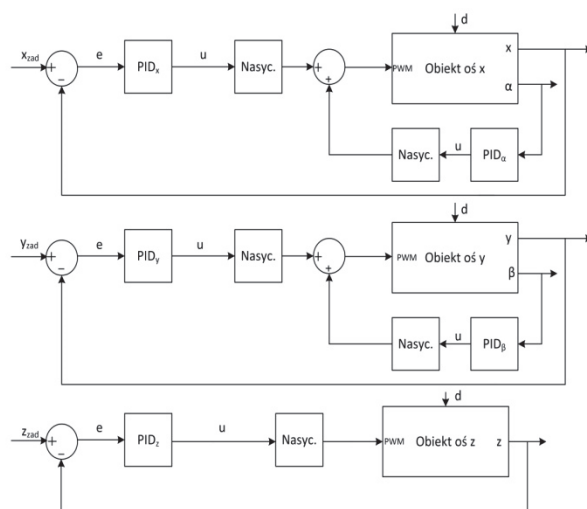 d
x_zad + − e PID_x u Nasyc. + + PWM Obiekt oś x x
α
Nasyc. u PID_α
d
y_zad + − e PID_y u Nasyc. + + PWM Obiekt oś y y
β
Nasyc. u PID_β
d
z_zad + − e PID_z u Nasyc. PWM Obiekt oś z z